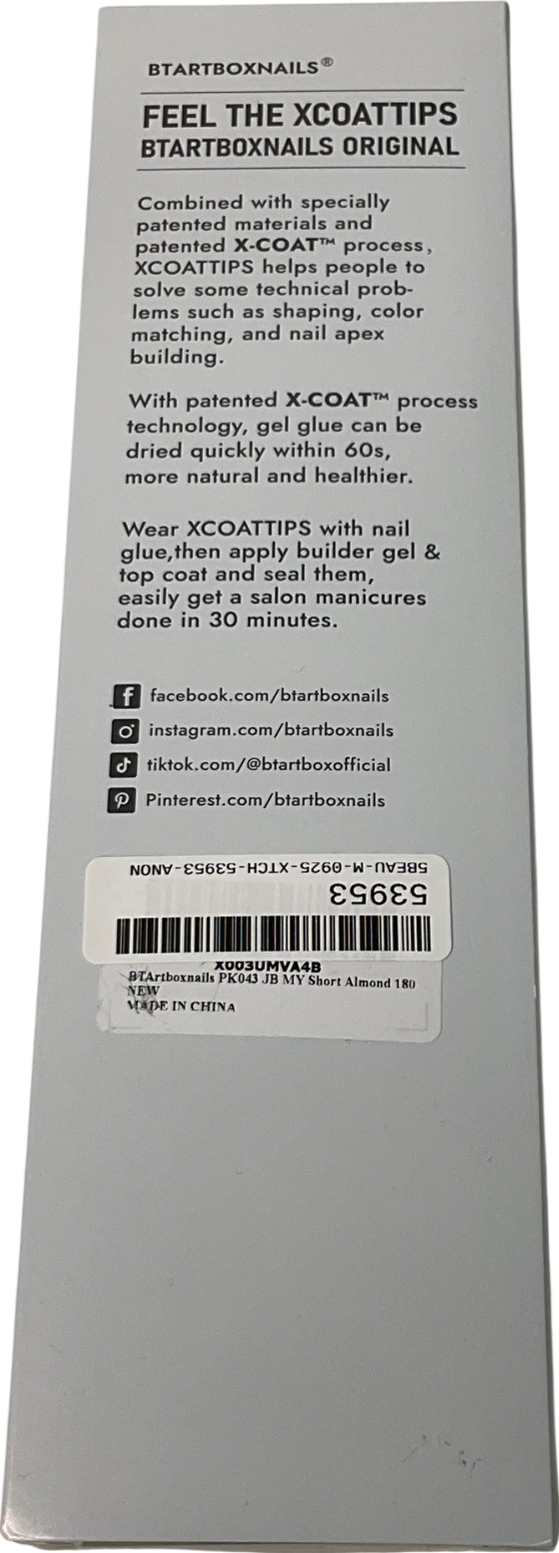 BTARTBOXNAILS®
FEEL THE XCOATTIPS
BTARTBOXNAILS ORIGINAL
Combined with specially
patented materials and
patented X-COAT™ process,
XCOATTIPS helps people to
solve some technical prob-
lems such as shaping, color
matching, and nail apex
building.
With patented X-COAT™ process
technology, gel glue can be
dried quickly within 60s,
more natural and healthier.
Wear XCOATTIPS with nail
glue,then apply builder gel &
top coat and seal them,
easily get a salon manicures
done in 30 minutes.
facebook.com/btartboxnails
instagram.com/btartboxnails
tiktok.com/@btartboxofficial
Pinterest.com/btartboxnails
53953
5BEAU-M-0925-XTCH-53953-ANON
X003UMVA4B
BTArtboxnails PK043 JB MY Short Almond 180
NEW
MADE IN CHINA